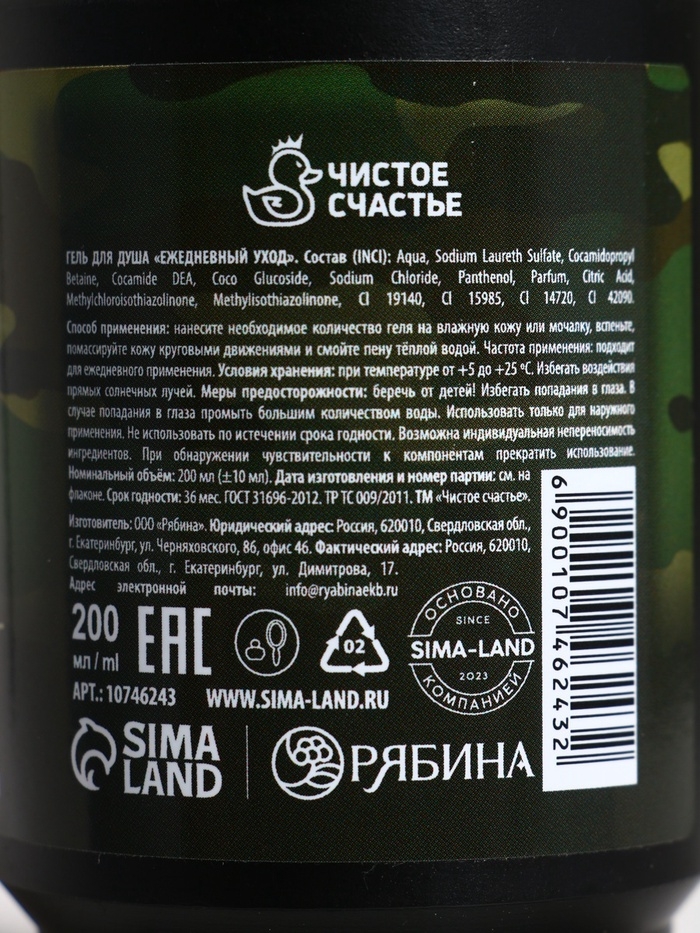 ЧИСТОЕ
СЧАСТЬЕ
ГЕЛЬ ДЛЯ ДУША «ЕЖЕДНЕВНЫЙ УХОД». Состав (INCI): Aqua, Sodium Laureth Sulfate, Cocamidopropyl
Betaine, Cocamide DEA, Coco Glucoside, Sodium Chloride, Panthenol, Parfum, Citric Acid,
Methylchloroisothiazolinone, Methylisothiazolinone, CI 19140, CI 15985, CI 14720, CI 42090.
Способ применения: нанесите необходимое количество геля на влажную кожу или мочалку, вспеньте,
помассируйте кожу круговыми движениями и смойте пену тёплой водой. Частота применения: подходит
для ежедневного применения. Условия хранения: при температуре от +5 до +25 °C. Избегать воздействия
прямых солнечных лучей. Меры предосторожности: беречь от детей! Избегать попадания в глаза. В
случае попадания в глаза промыть большим количеством воды. Использовать только для наружного
применения. Не использовать по истечении срока годности. Возможна индивидуальная непереносимость
ингредиентов. При обнаружении чувствительности к компонентам прекратить использование.
Номинальный объём: 200 мл (±10 мл). Дата изготовления и номер партии: см. на
флаконе. Срок годности: 36 мес. ГОСТ 31696-2012. ТР ТС 009/2011. ТМ «Чистое счастье».
Изготовитель: ООО «Рябина». Юридический адрес: Россия, 620010, Свердловская обл.,
г. Екатеринбург, ул. Черняховского, 86, офис 46. Фактический адрес: Россия, 620010,
Свердловская обл., г. Екатеринбург, ул. Димитрова, 17.
Адрес электронной почты: info@ryabinaekb.ru
200
мл / ml
EAC
02
ОСНОВАНО
SINCE
SIMA-LAND
2023
КОМПАНИЕЙ
АРТ.: 10746243
WWW.SIMA-LAND.RU
SIMA
LAND
РЯБИНА
6900107462432